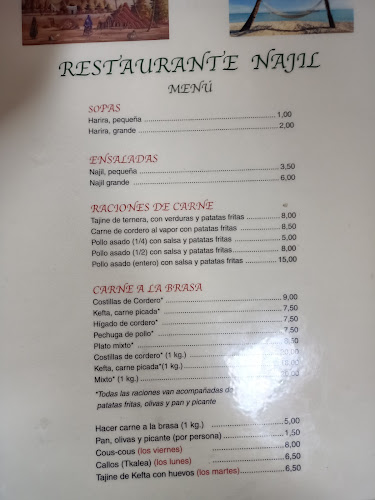 RESTAURANTE NAJIL
MENÚ
SOPAS
Harira, pequeña 1,00
Harira, grande 2,00
ENSALADAS
Najil, pequeña 3,50
Najil grande 6,00
RACIONES DE CARNE
Tajine de ternera, con verduras y patatas fritas 8,00
Carne de cordero al vapor con patatas fritas 8,50
Pollo asado (1/4) con salsa y patatas fritas 5,00
Pollo asado (1/2) con salsa y patatas fritas 8,00
Pollo asado (entero) con salsa y patatas fritas 15,00
CARNE A LA BRASA
Costillas de Cordero* 9,00
Kefta, carne picada* 7,50
Hígado de cordero* 7,50
Pechuga de pollo* 7,50
Plato mixto* 8,50
Costillas de cordero* (1 kg.)
Kefta, carne picada*(1 kg.)
Mixto* (1 kg.)
*Todas las raciones van acompañadas de
patatas fritas, olivas y pan y picante
Hacer carne a la brasa (1 kg.) 5,00
Pan, olivas y picante (por persona) 1,50
Cous-cous (los viernes) 8,00
Callos (Tkalea) (los lunes) 6,50
Tajine de Kefta con huevos (los martes) 6,50